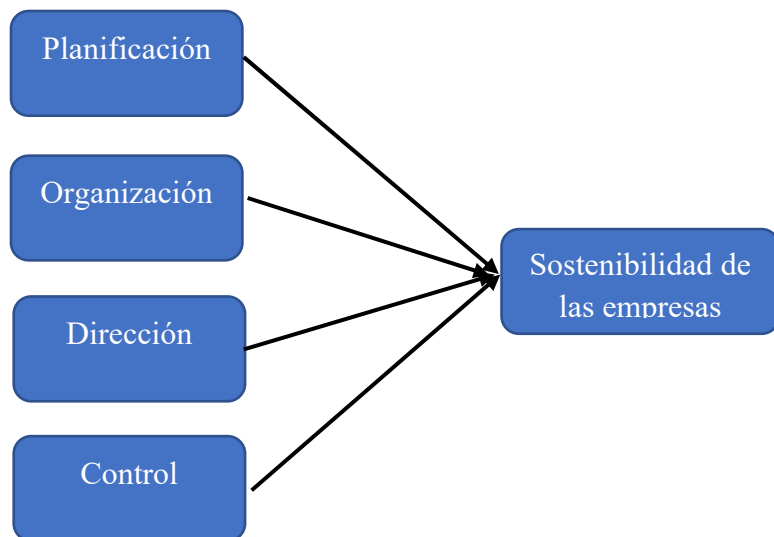 Planificación
Organización
Sostenibilidad de
las empresas
Dirección
Control